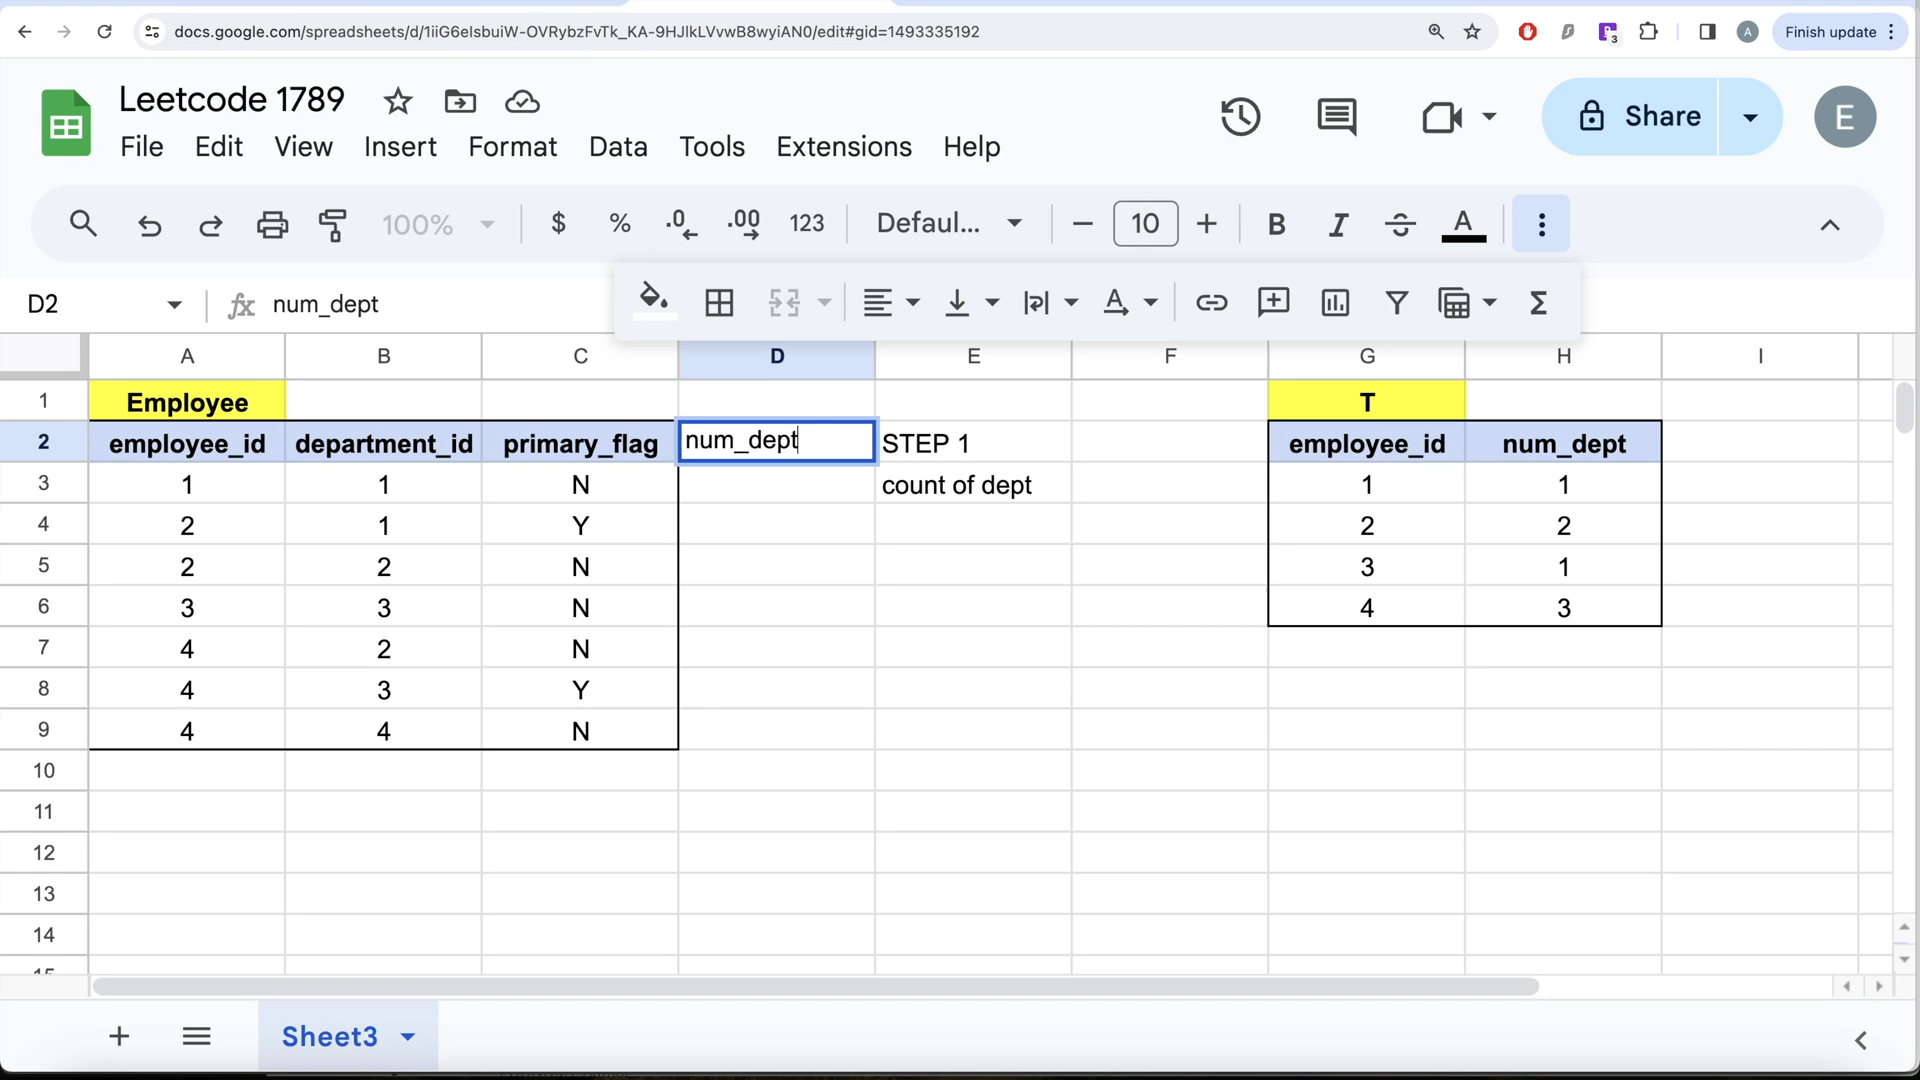 docs.google.com/spreadsheets/d/1iiG6eIsbuiW-OVRybzFvTk_KA-9HJlkLVvwB8wyiAN0/edit#gid=1493335192
3
A
Finish update
Leetcode 1789
File Edit View Insert Format Data Tools Extensions Help
Share
E
100%
$ % .0 .00 123
Defaul...
10
B I A
D2
fx num_dept
A B C D E F G H I
1 Employee T
2 employee_id department_id primary_flag num_dept STEP 1 employee_id num_dept
3 1 1 N count of dept 1 1
4 2 1 Y 2 2
5 2 2 N 3 1
6 3 3 N 4 3
7 4 2 N
8 4 3 Y
9 4 4 N
10
11
12
13
14
15
Sheet3